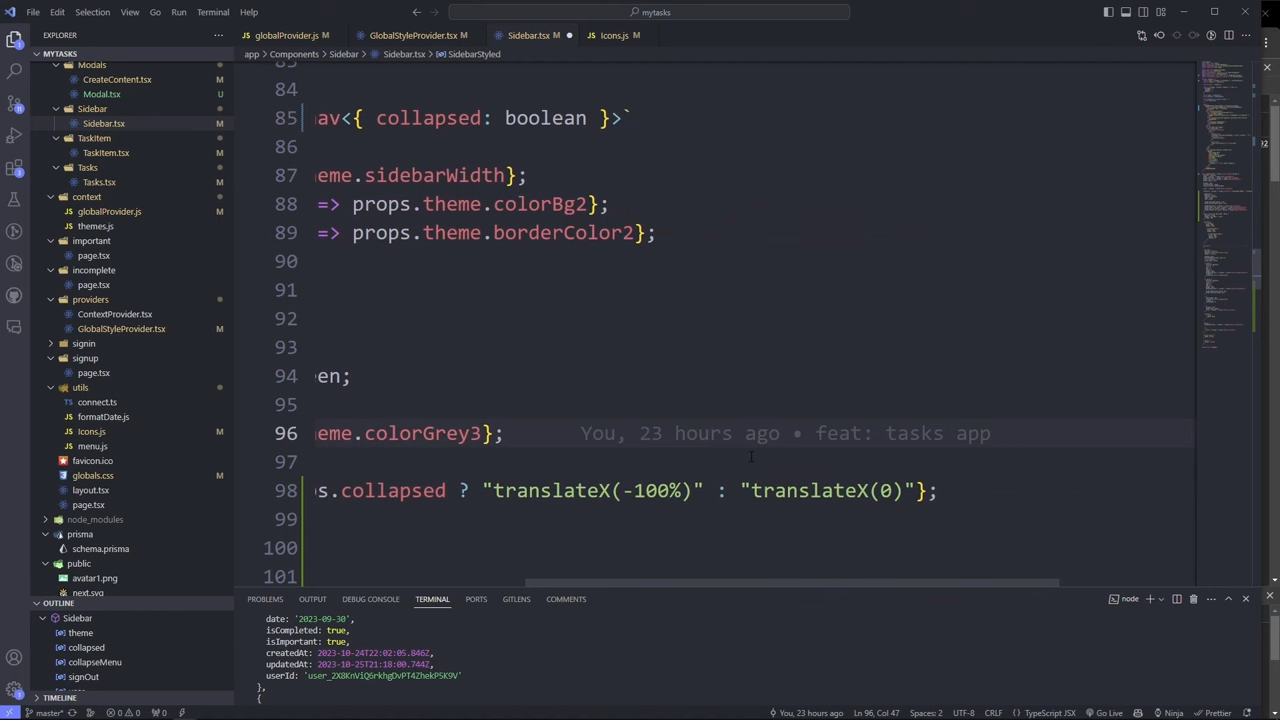 File Edit Selection View Go Run Terminal Help
mytasks
EXPLORER
globalProvider.js M
GlobalStyleProvider.tsx M
Sidebar.tsx M
Icons.js M
MYTASKS
app > Components > Sidebar > Sidebar.tsx > SidebarStyled
Modals
CreateContent.tsx M
Modal.tsx U
Sidebar
Sidebar.tsx M
TaskItem
TaskItem.tsx M
Tasks
Tasks.tsx M
context
globalProvider.js M
themes.js
important
page.tsx
incomplete
page.tsx
providers
ContextProvider.tsx
GlobalStyleProvider.tsx M
signin
signup
page.tsx
utils
connect.ts
formatDate.js
Icons.js M
menu.js
favicon.ico
globals.css M
layout.tsx
page.tsx
node_modules
prisma
schema.prisma
public
avatar1.png
next.svg
84
85 nav<{ collapsed: boolean }>`
86
87 eme.sidebarWidth};
88 => props.theme.colorBg2};
89 => props.theme.borderColor2};
90
91
92
93
94 en;
95
96 eme.colorGrey3}; You, 23 hours ago • feat: tasks app
97
98 s.collapsed ? "translateX(-100%)" : "translateX(0)"};
99
100
101
OUTLINE
Sidebar
theme
collapsed
collapseMenu
signOut
TIMELINE
PROBLEMS OUTPUT DEBUG CONSOLE TERMINAL PORTS GITLENS COMMENTS
node
date: '2023-09-30',
isCompleted: true,
isImportant: true,
createdAt: 2023-10-24T22:02:05.846Z,
updatedAt: 2023-10-25T21:18:00.744Z,
userId: 'user_2X8KnViQ6rkhgDvPT4ZhekP5K9V'
},
{
master* 0 0 0 You, 23 hours ago Ln 96, Col 47 Spaces: 2 UTF-8 CRLF TypeScript JSX Go Live Ninja Prettier